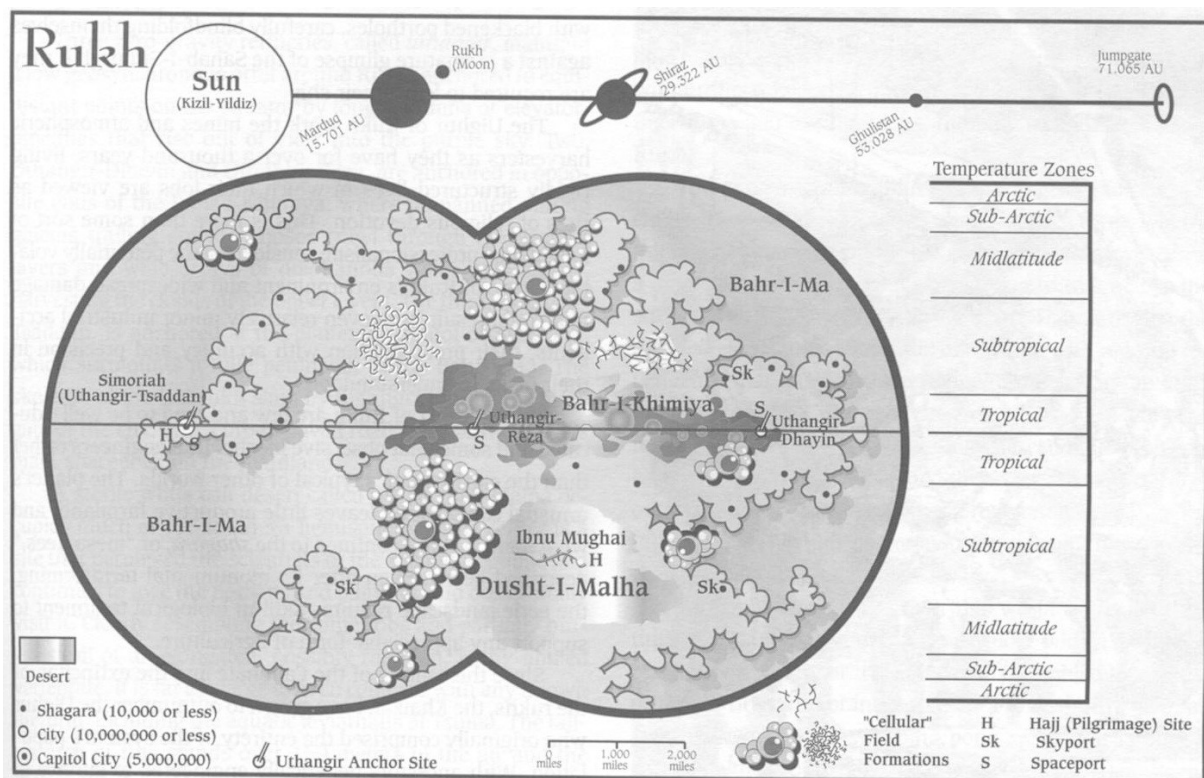 Rukh
Sun
(Kizil-Yildiz)
Marduq
15.701 AU
Rukh
(Moon)
Shiraz
29.322 AU
Ghulistan
53.028 AU
Jumpgate
71.065 AU
Temperature Zones
Arctic
Sub-Arctic
Midlatitude
Subtropical
Tropical
Tropical
Subtropical
Midlatitude
Sub-Arctic
Arctic
Bahr-I-Ma
Sk
Simoriah
(Uthangir-Tsaddan)
H
S
Bahr-I-Khimiya
Uthangir-
Reza
S
S
Uthangir-
Dhayin
Bahr-I-Ma
Ibnu Mughai
H
Dusht-I-Malha
Sk
Sk
Desert
Shagara (10,000 or less)
City (10,000,000 or less)
Capitol City (5,000,000)
Uthangir Anchor Site
0 miles
1,000 miles
2,000 miles
"Cellular"
Field
Formations
H Hajj (Pilgrimage) Site
Sk Skyport
S Spaceport